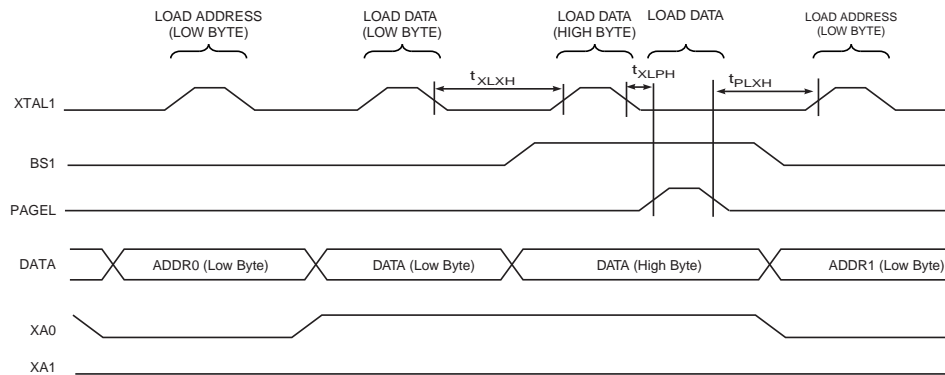 LOAD ADDRESS
(LOW BYTE)
LOAD DATA
(LOW BYTE)
LOAD DATA
(HIGH BYTE)
LOAD DATA
LOAD ADDRESS
(LOW BYTE)
tXLXH
tXLPH
tPLXH
XTAL1
BS1
PAGEL
DATA
ADDR0 (Low Byte)
DATA (Low Byte)
DATA (High Byte)
ADDR1 (Low Byte)
XA0
XA1